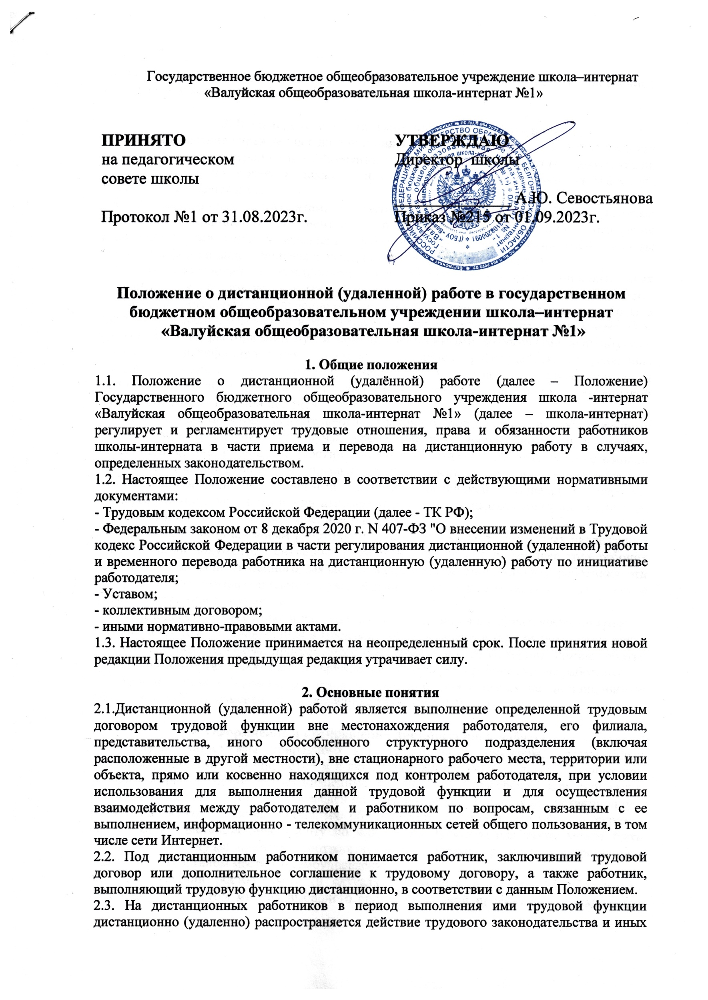 Государственное бюджетное общеобразовательное учреждение школа–интернат
«Валуйская общеобразовательная школа-интернат №1»
ПРИНЯТО
на педагогическом
совете школы
Протокол №1 от 31.08.2023г.
УТВЕРЖДАЮ
Директор школы
А.Ю. Севостьянова
Приказ №215 от 01.09.2023г.
Положение о дистанционной (удаленной) работе в государственном
бюджетном общеобразовательном учреждении школа–интернат
«Валуйская общеобразовательная школа-интернат №1»
1. Общие положения
1.1. Положение о дистанционной (удалённой) работе (далее – Положение)
Государственного бюджетного общеобразовательного учреждения школа -интернат
«Валуйская общеобразовательная школа-интернат №1» (далее – школа-интернат)
регулирует и регламентирует трудовые отношения, права и обязанности работников
школы-интерната в части приема и перевода на дистанционную работу в случаях,
определенных законодательством.
1.2. Настоящее Положение составлено в соответствии с действующими нормативными
документами:
- Трудовым кодексом Российской Федерации (далее - ТК РФ);
- Федеральным законом от 8 декабря 2020 г. N 407-ФЗ "О внесении изменений в Трудовой
кодекс Российской Федерации в части регулирования дистанционной (удаленной) работы
и временного перевода работника на дистанционную (удаленную) работу по инициативе
работодателя;
- Уставом;
- коллективным договором;
- иными нормативно-правовыми актами.
1.3. Настоящее Положение принимается на неопределенный срок. После принятия новой
редакции Положения предыдущая редакция утрачивает силу.
2. Основные понятия
2.1.Дистанционной (удаленной) работой является выполнение определенной трудовым
договором трудовой функции вне местонахождения работодателя, его филиала,
представительства, иного обособленного структурного подразделения (включая
расположенные в другой местности), вне стационарного рабочего места, территории или
объекта, прямо или косвенно находящихся под контролем работодателя, при условии
использования для выполнения данной трудовой функции и для осуществления
взаимодействия между работодателем и работником по вопросам, связанным с ее
выполнением, информационно - телекоммуникационных сетей общего пользования, в том
числе сети Интернет.
2.2. Под дистанционным работником понимается работник, заключивший трудовой
договор или дополнительное соглашение к трудовому договору, а также работник,
выполняющий трудовую функцию дистанционно, в соответствии с данным Положением.
2.3. На дистанционных работников в период выполнения ими трудовой функции
дистанционно (удаленно) распространяется действие трудового законодательства и иных